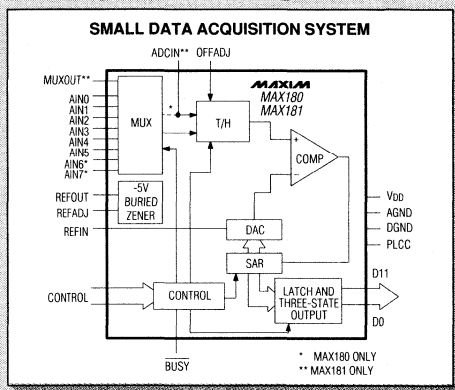 SMALL DATA ACQUISITION SYSTEM
ADCIN** OFFADJ
MUXOUT**
AIN0
AIN1
AIN2
AIN3
AIN4
AIN5
AIN6*
AIN7*
MUX
*
T/H
MAXIM
MAX180
MAX181
+
COMP
−
REFOUT
REFADJ
REFIN
-5V
BURIED
ZENER
DAC
SAR
VDD
AGND
DGND
PLCC
CONTROL
CONTROL
LATCH AND
THREE-STATE
OUTPUT
D11
D0
BUSY
* MAX180 ONLY
** MAX181 ONLY